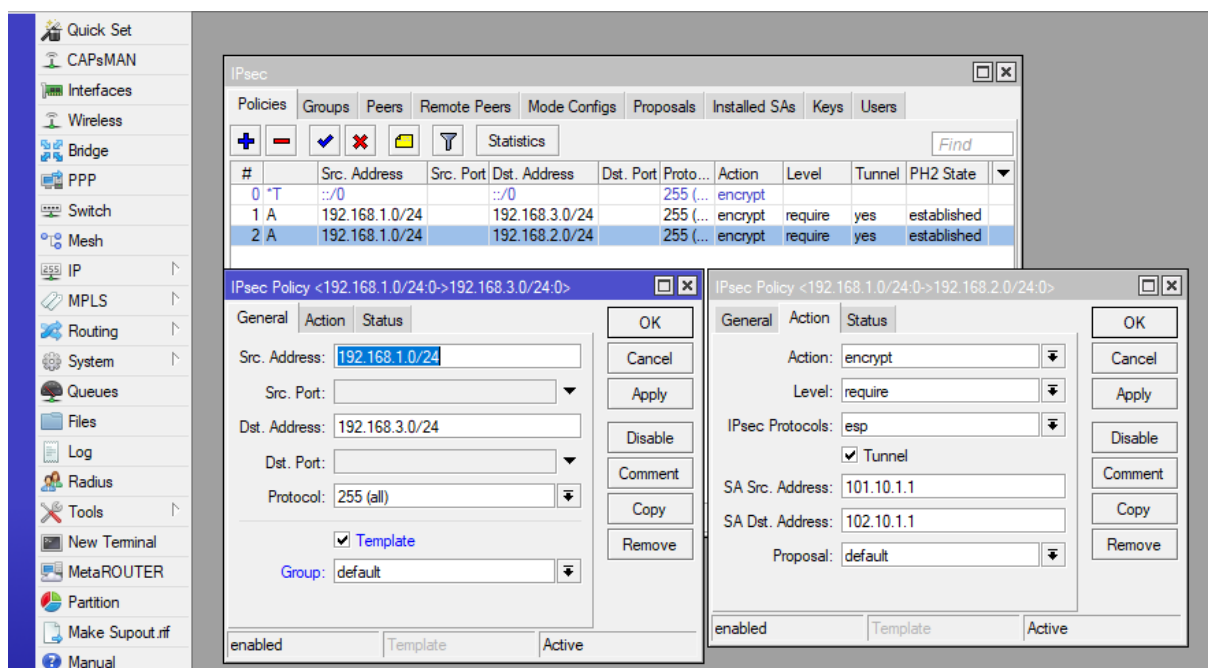 Quick Set
CAPsMAN
Interfaces
Wireless
Bridge
PPP
Switch
Mesh
IP
MPLS
Routing
System
Queues
Files
Log
Radius
Tools
New Terminal
MetaROUTER
Partition
Make Supout.rif
Manual
IPsec
Policies Groups Peers Remote Peers Mode Configs Proposals Installed SAs Keys Users
Statistics Find
# Src. Address Src. Port Dst. Address Dst. Port Proto... Action Level Tunnel PH2 State
0 *T ::/0 ::/0 255 (... encrypt
1 A 192.168.1.0/24 192.168.3.0/24 255 (... encrypt require yes established
2 A 192.168.1.0/24 192.168.2.0/24 255 (... encrypt require yes established
IPsec Policy <192.168.1.0/24:0->192.168.3.0/24:0>
General Action Status
Src. Address: 192.168.1.0/24
Src. Port:
Dst. Address: 192.168.3.0/24
Dst. Port:
Protocol: 255 (all)
Template
Group: default
OK
Cancel
Apply
Disable
Comment
Copy
Remove
enabled Template Active
IPsec Policy <192.168.1.0/24:0->192.168.2.0/24:0>
General Action Status
Action: encrypt
Level: require
IPsec Protocols: esp
Tunnel
SA Src. Address: 101.10.1.1
SA Dst. Address: 102.10.1.1
Proposal: default
OK
Cancel
Apply
Disable
Comment
Copy
Remove
enabled Template Active